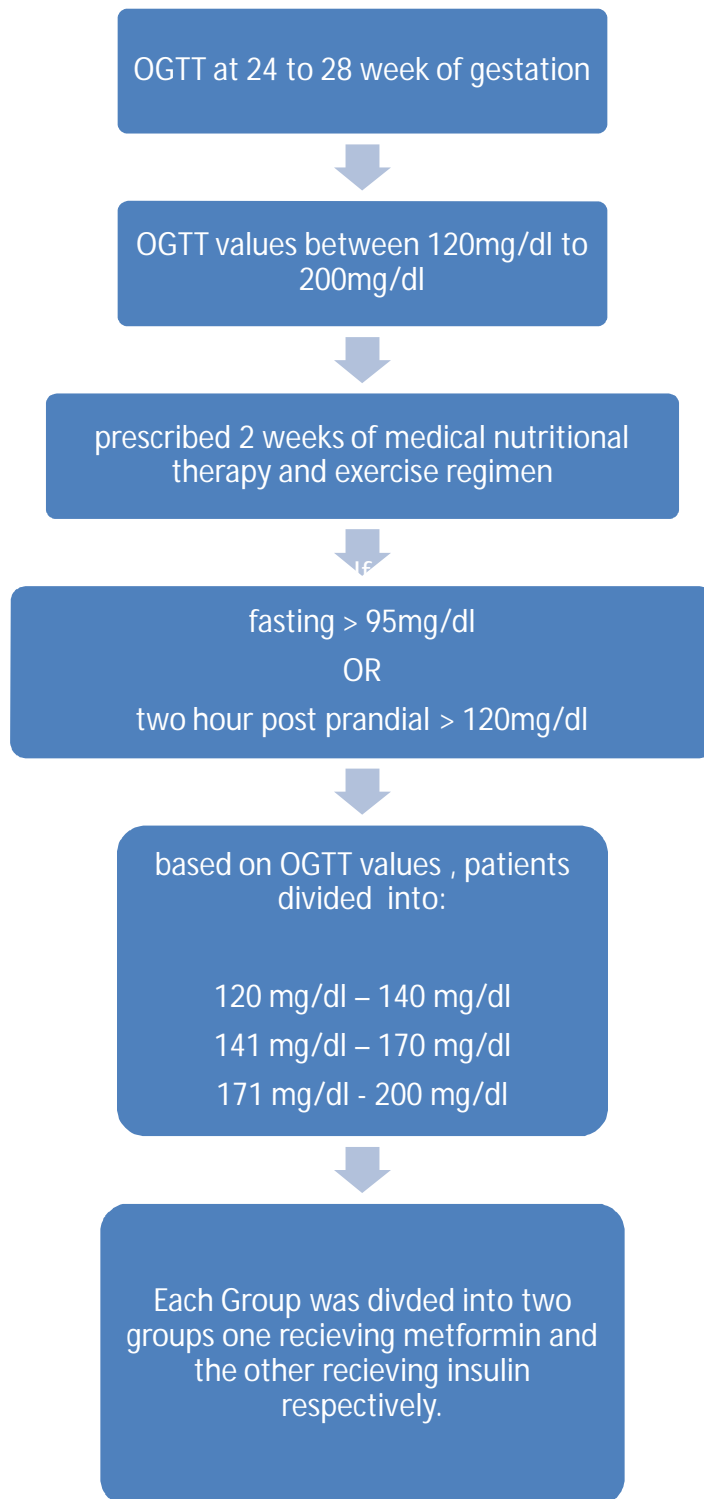 OGTT at 24 to 28 week of gestation
OGTT values between 120mg/dl to
200mg/dl
prescribed 2 weeks of medical nutritional
therapy and exercise regimen
If
fasting > 95mg/dl
OR
two hour post prandial > 120mg/dl
based on OGTT values , patients
divided into:
120 mg/dl – 140 mg/dl
141 mg/dl – 170 mg/dl
171 mg/dl - 200 mg/dl
Each Group was divded into two
groups one recieving metformin and
the other recieving insulin
respectively.